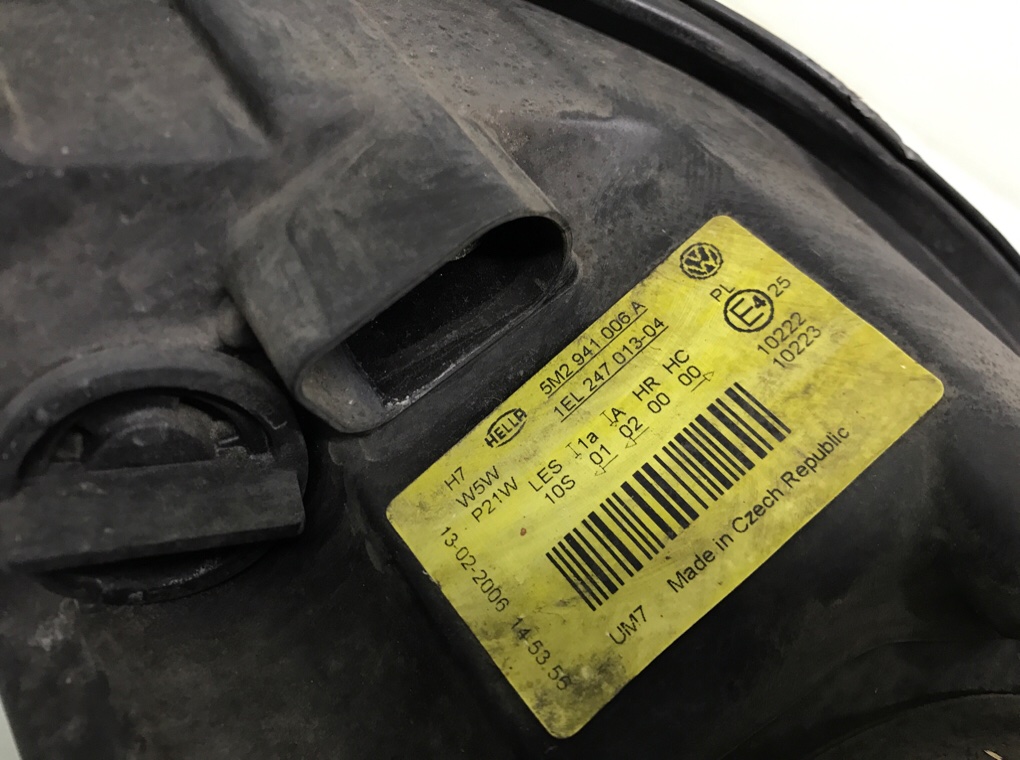 VW
5M2 941 006 A
1EL 247 013-04
HELLA
PL
E4 25
10222
10223
H7
W5W
P21W
LES I1a IA HR HC
10S 01 02 00 00
13-02-2006 14 53.56
UM7
Made in Czech Republic